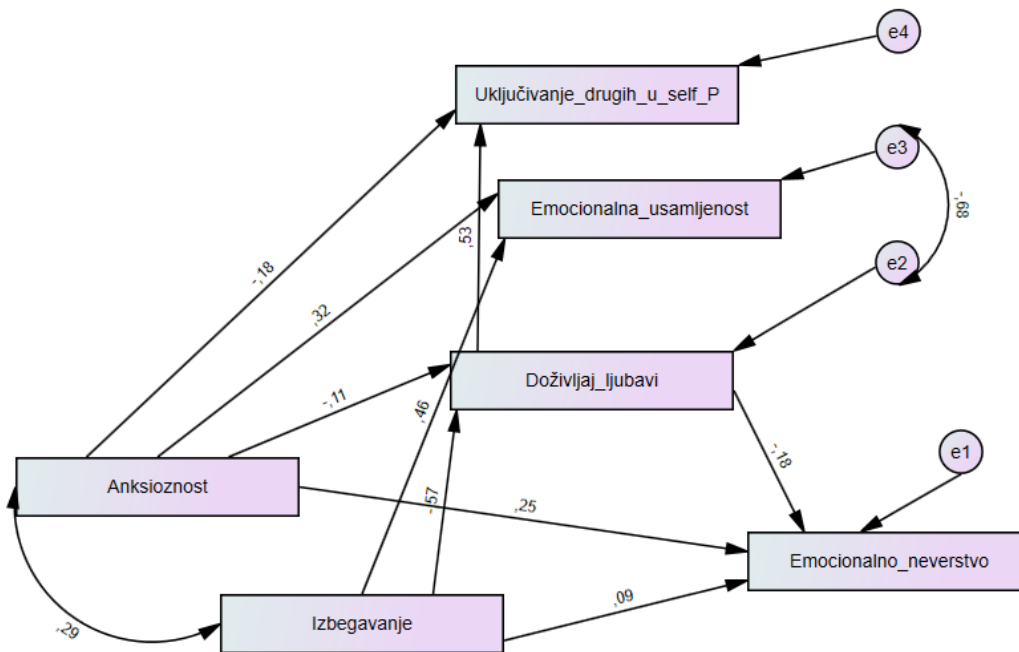 e4
Uključivanje_drugih_u_self_P
e3
Emocionalna_usamljenost
-,68
,53
e2
-,18
,32
Doživljaj_ljubavi
-,11
,46
-,18
e1
Anksioznost
-,57
,25
Emocionalno_neverstvo
,09
Izbegavanje
,29